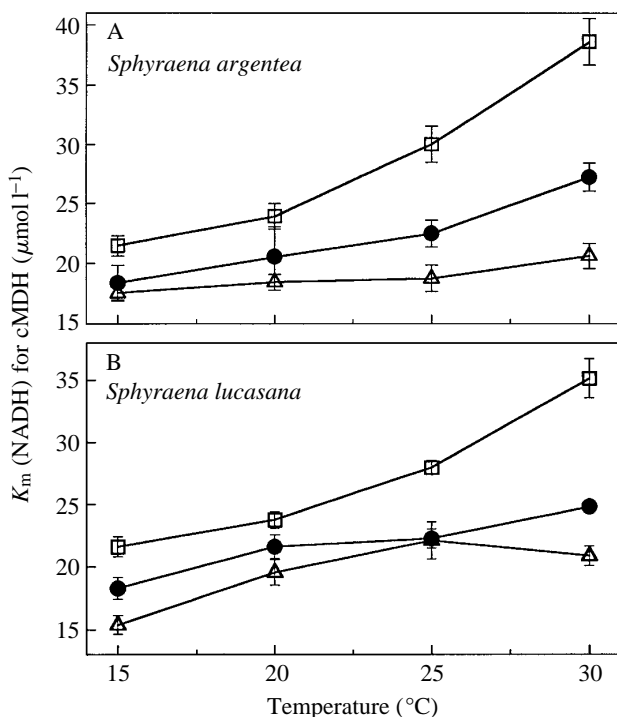 A
Sphyraena argentea
40
35
30
25
20
15
B
Sphyraena lucasana
35
30
25
20
15
Km (NADH) for cMDH (μmol l−1)
15 20 25 30
Temperature (°C)